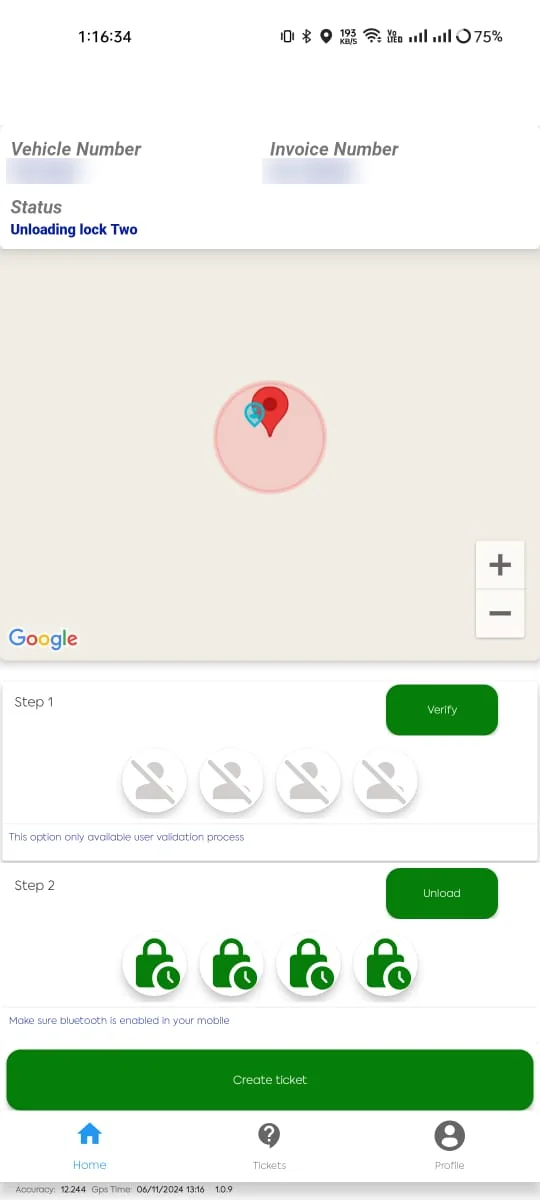 1:16:34 193 KB/S Vo LTE 75%
Vehicle Number Invoice Number
Status
Unloading lock Two
Google
Step 1 Verify
This option only available user validation process
Step 2 Unload
Make sure bluetooth is enabled in your mobile
Create ticket
Home Tickets Profile
Accuracy: 12.244 Gps Time: 06/11/2024 13:16 1.0.9